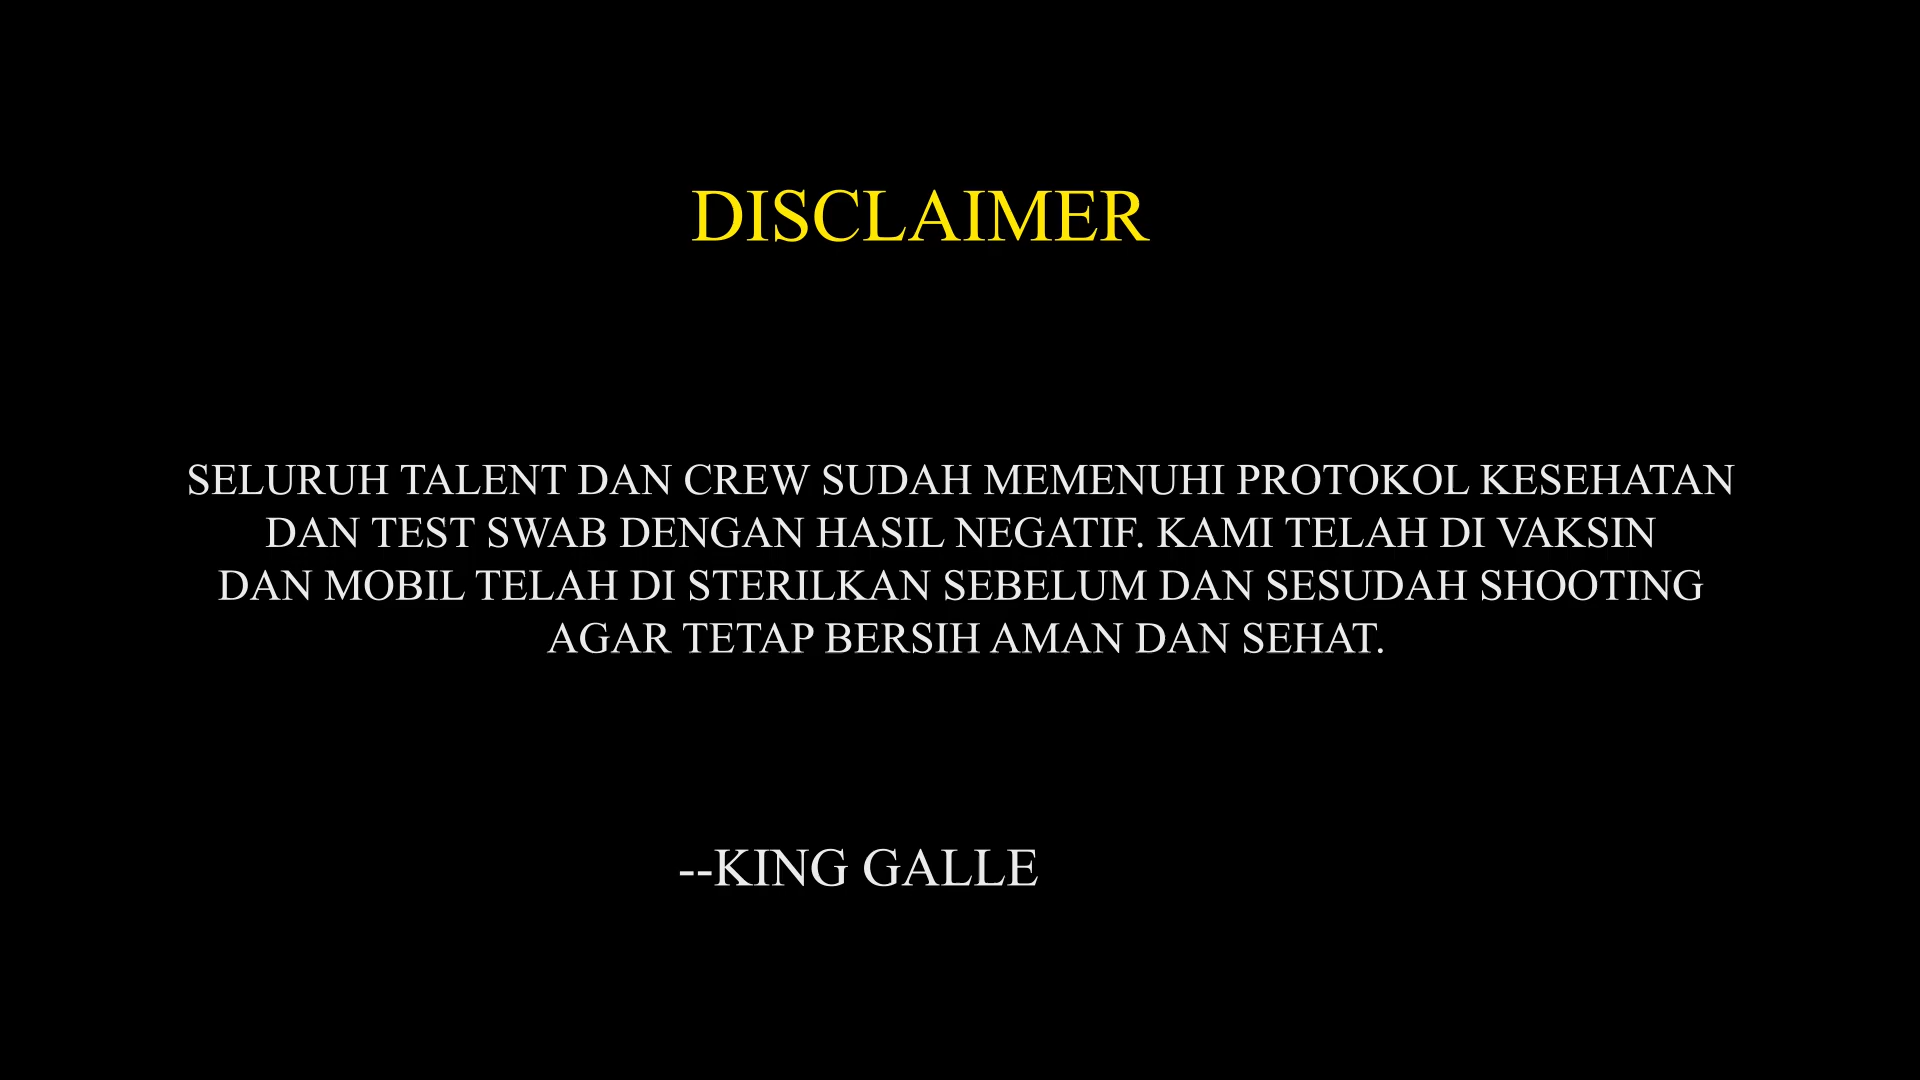 DISCLAIMER
SELURUH TALENT DAN CREW SUDAH MEMENUHI PROTOKOL KESEHATAN
DAN TEST SWAB DENGAN HASIL NEGATIF. KAMI TELAH DI VAKSIN
DAN MOBIL TELAH DI STERILKAN SEBELUM DAN SESUDAH SHOOTING
AGAR TETAP BERSIH AMAN DAN SEHAT.
--KING GALLE